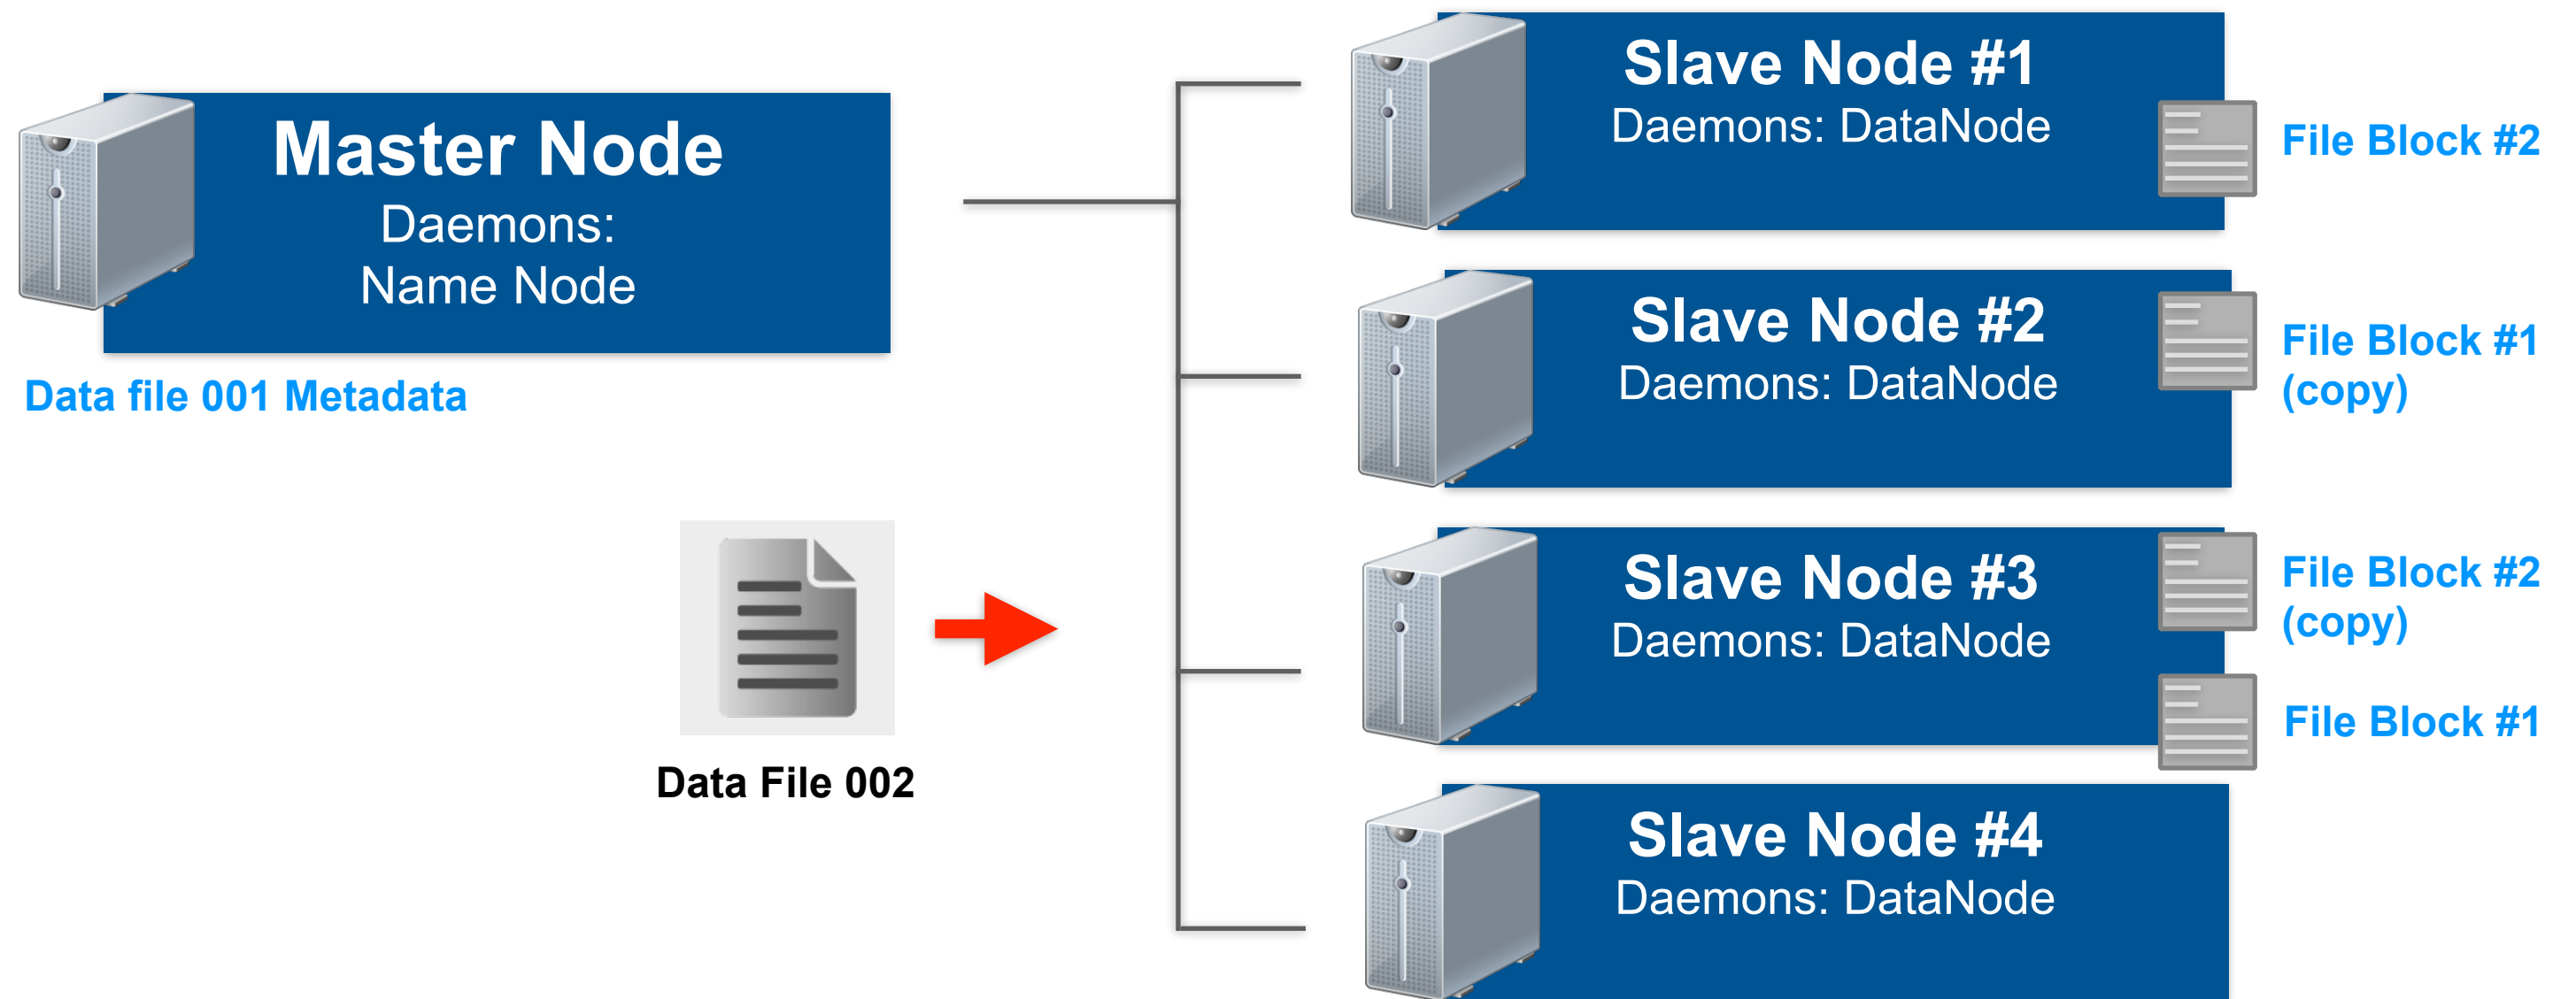 Master Node
Daemons:
Name Node
Data file 001 Metadata
Data File 002
Slave Node #1
Daemons: DataNode
File Block #2
Slave Node #2
Daemons: DataNode
File Block #1
(copy)
Slave Node #3
Daemons: DataNode
File Block #2
(copy)
File Block #1
Slave Node #4
Daemons: DataNode